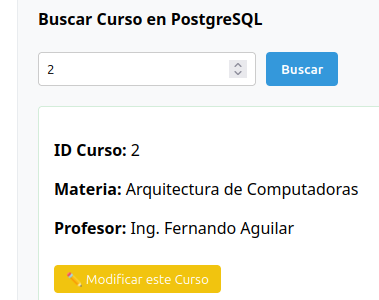 Buscar Curso en PostgreSQL
2
Buscar
ID Curso: 2
Materia: Arquitectura de Computadoras
Profesor: Ing. Fernando Aguilar
✏️ Modificar este Curso